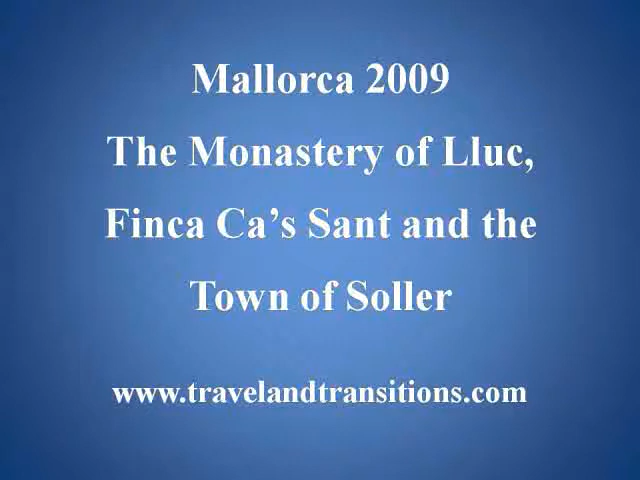 Mallorca 2009
The Monastery of Lluc,
Finca Ca’s Sant and the
Town of Soller
www.travelandtransitions.com